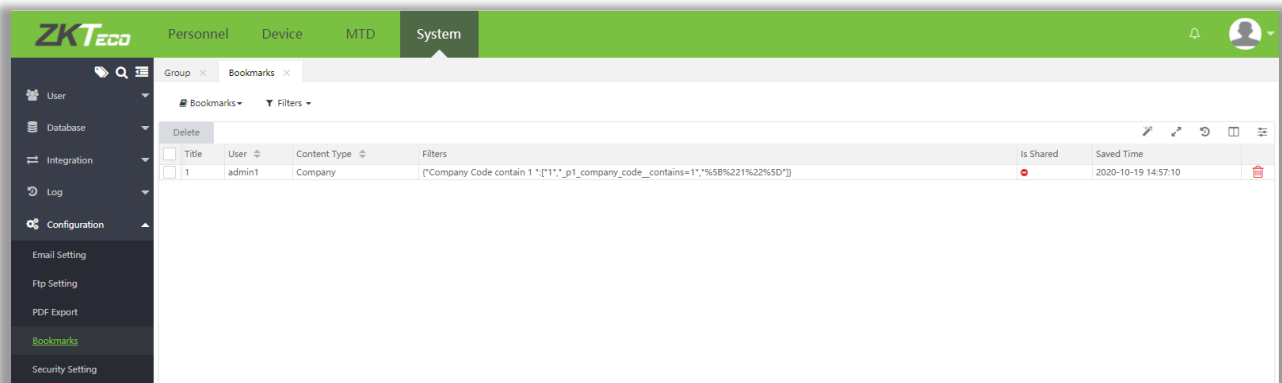 ZKTECO Personnel Device MTD System
Group Bookmarks
User
Bookmarks Filters
Database
Delete
Title User Content Type Filters Is Shared Saved Time
Integration
1 admin1 Company {"Company Code contain 1 ":["1","_p1_company_code__contains=1","%5B%221%22%5D"]} 2020-10-19 14:57:10
Log
Configuration
Email Setting
Ftp Setting
PDF Export
Bookmarks
Security Setting